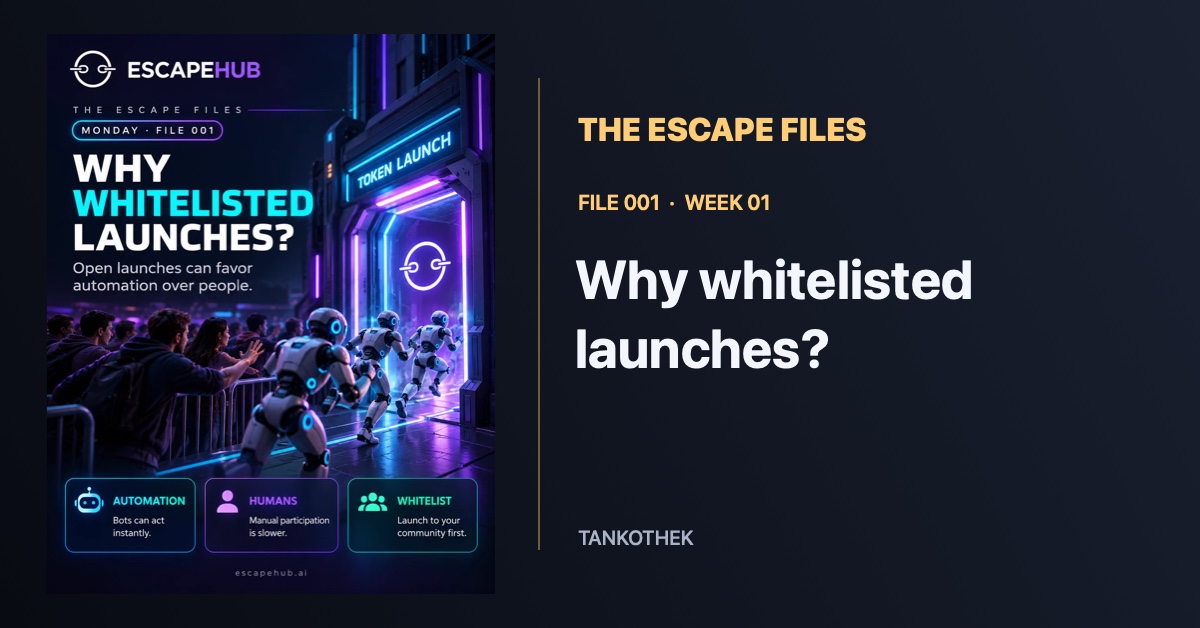 ESCAPEHUB
THE ESCAPE FILES
MONDAY · FILE 001
WHY
WHITELISTED
LAUNCHES?
Open launches can favor
automation over people.
TOKEN LAUNCH
AUTOMATION
Bots can act
instantly.
HUMANS
Manual participation
is slower.
WHITELIST
Launch to your
community first.
escapehub.ai
THE ESCAPE FILES
FILE 001 · WEEK 01
Why whitelisted
launches?
TANKOTHEK